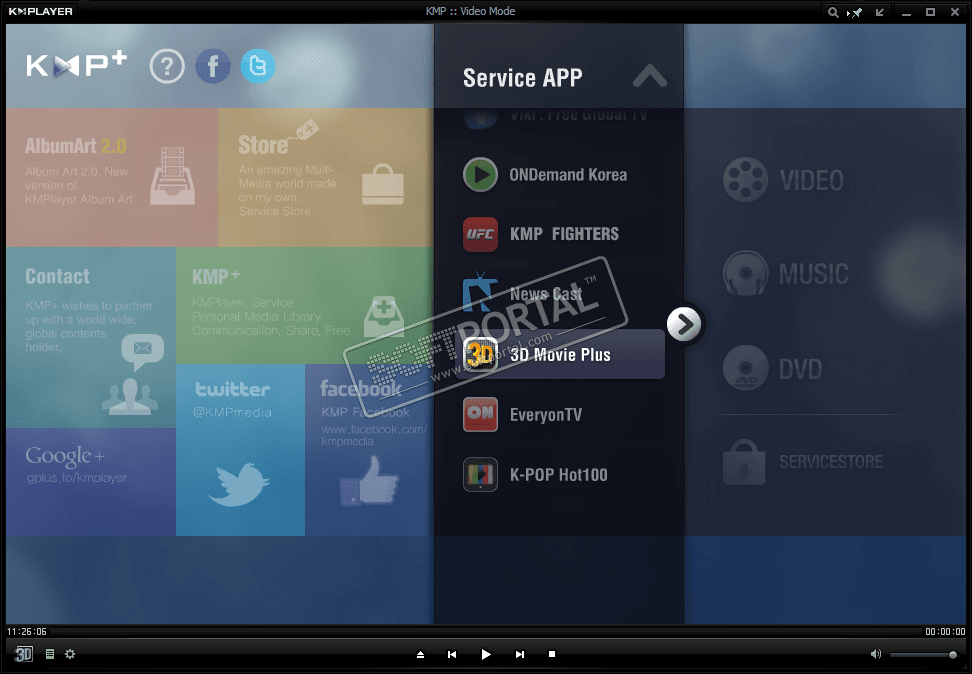 K▶MPLAYER
KMP :: Video Mode
KMP+
?
f
Service APP
AlbumArt 2.0
Album Art 2.0. New
version of
KMPlayer Album Art
Store
An amazing Multi-
Media world made
on my own.
Service Store
Contact
KMP+ wishes to partner
up with a world wide,
global contents
holder.
KMP+
KMPlayer, Service
Personal Media Library
Communication, Share, Free
twitter
@KMPmedia
facebook
KMP Facebook
www.facebook.com/
kmpmedia
Google+
gplus.to/kmplayer
Viki : Free Global TV
ONDemand Korea
UFC
KMP FIGHTERS
News Cast
3D
3D Movie Plus
ON
EveryonTV
K-POP Hot100
SOFTPORTAL™
www.softportal.com
VIDEO
MUSIC
DVD
DVD
SERVICESTORE
11:26:06
00:00:00
3D